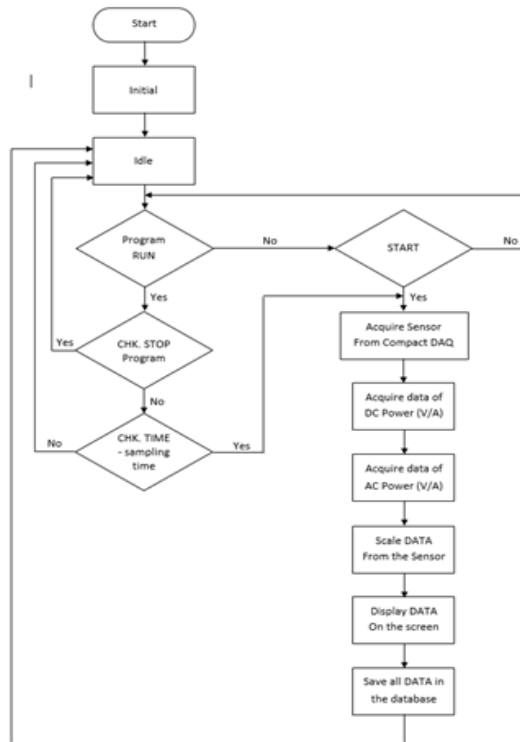 Start
Initial
Idle
Program
RUN
No
START
No
Yes
Yes
Yes
CHK. STOP
Program
Acquire Sensor
From Compact DAQ
No
Acquire data of
DC Power (V/A)
No
CHK. TIME
- sampling
time
Yes
Acquire data of
AC Power (V/A)
Scale DATA
From the Sensor
Display DATA
On the screen
Save all DATA in
the database